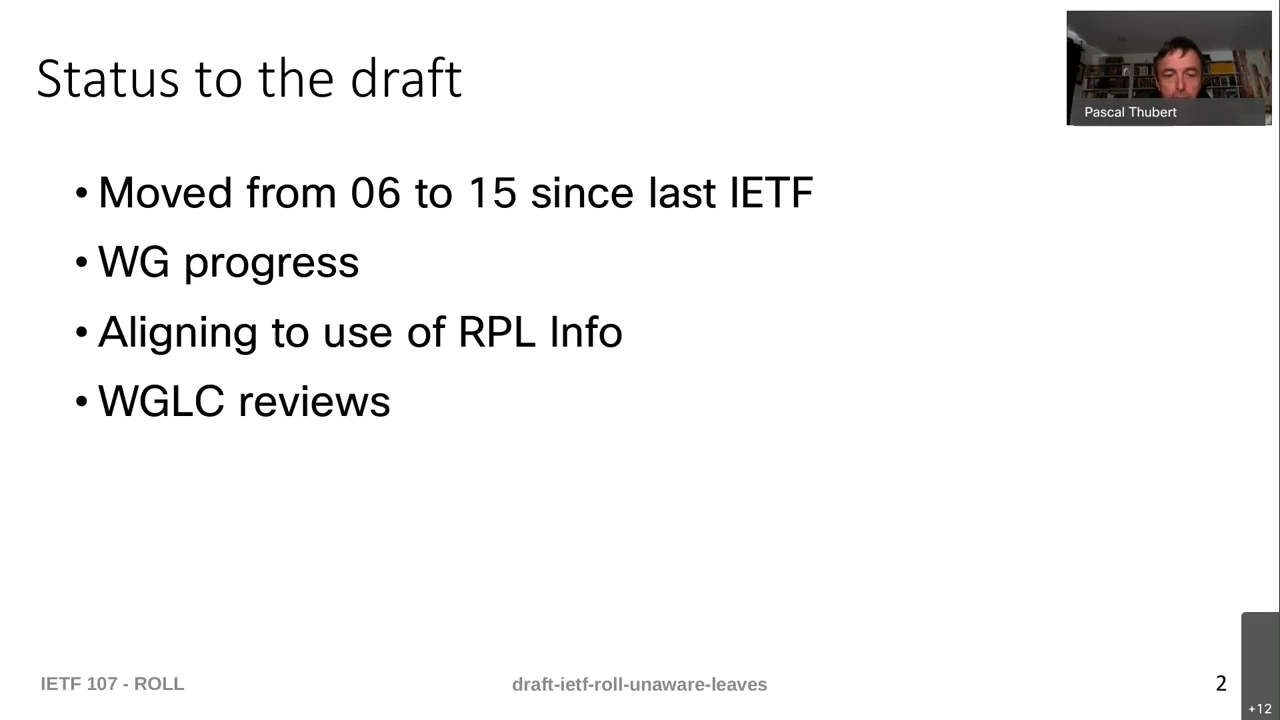 Status to the draft
Pascal Thubert
• Moved from 06 to 15 since last IETF
• WG progress
• Aligning to use of RPL Info
• WGLC reviews
IETF 107 - ROLL
draft-ietf-roll-unaware-leaves
2
+12